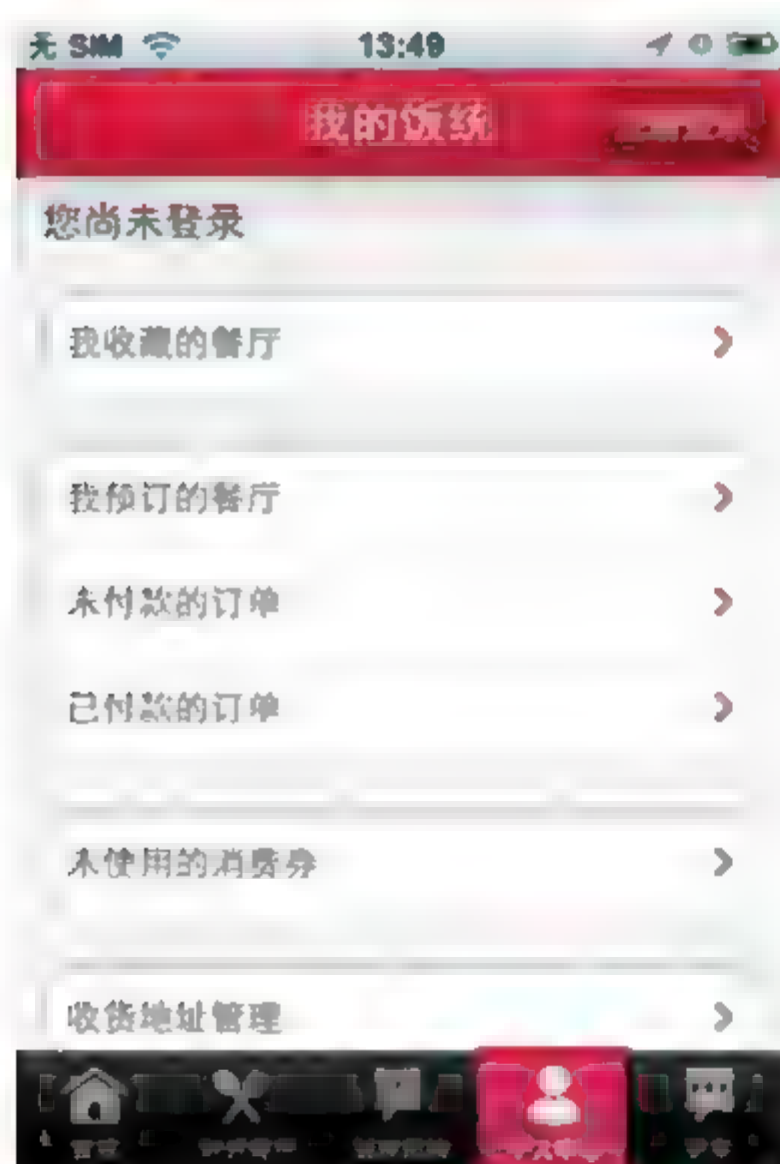 无 SIM 13:49
我的饭统
您尚未登录
我收藏的餐厅
我预订的餐厅
未付款的订单
已付款的订单
未使用的消费券
收货地址管理